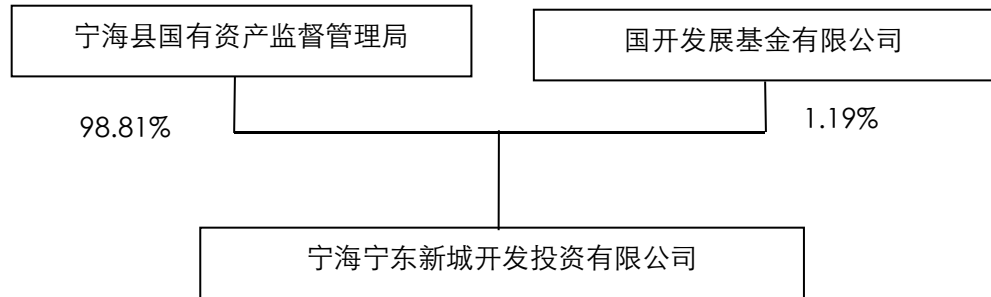 宁海县国有资产监督管理局
国开发展基金有限公司
98.81%
1.19%
宁海宁东新城开发投资有限公司